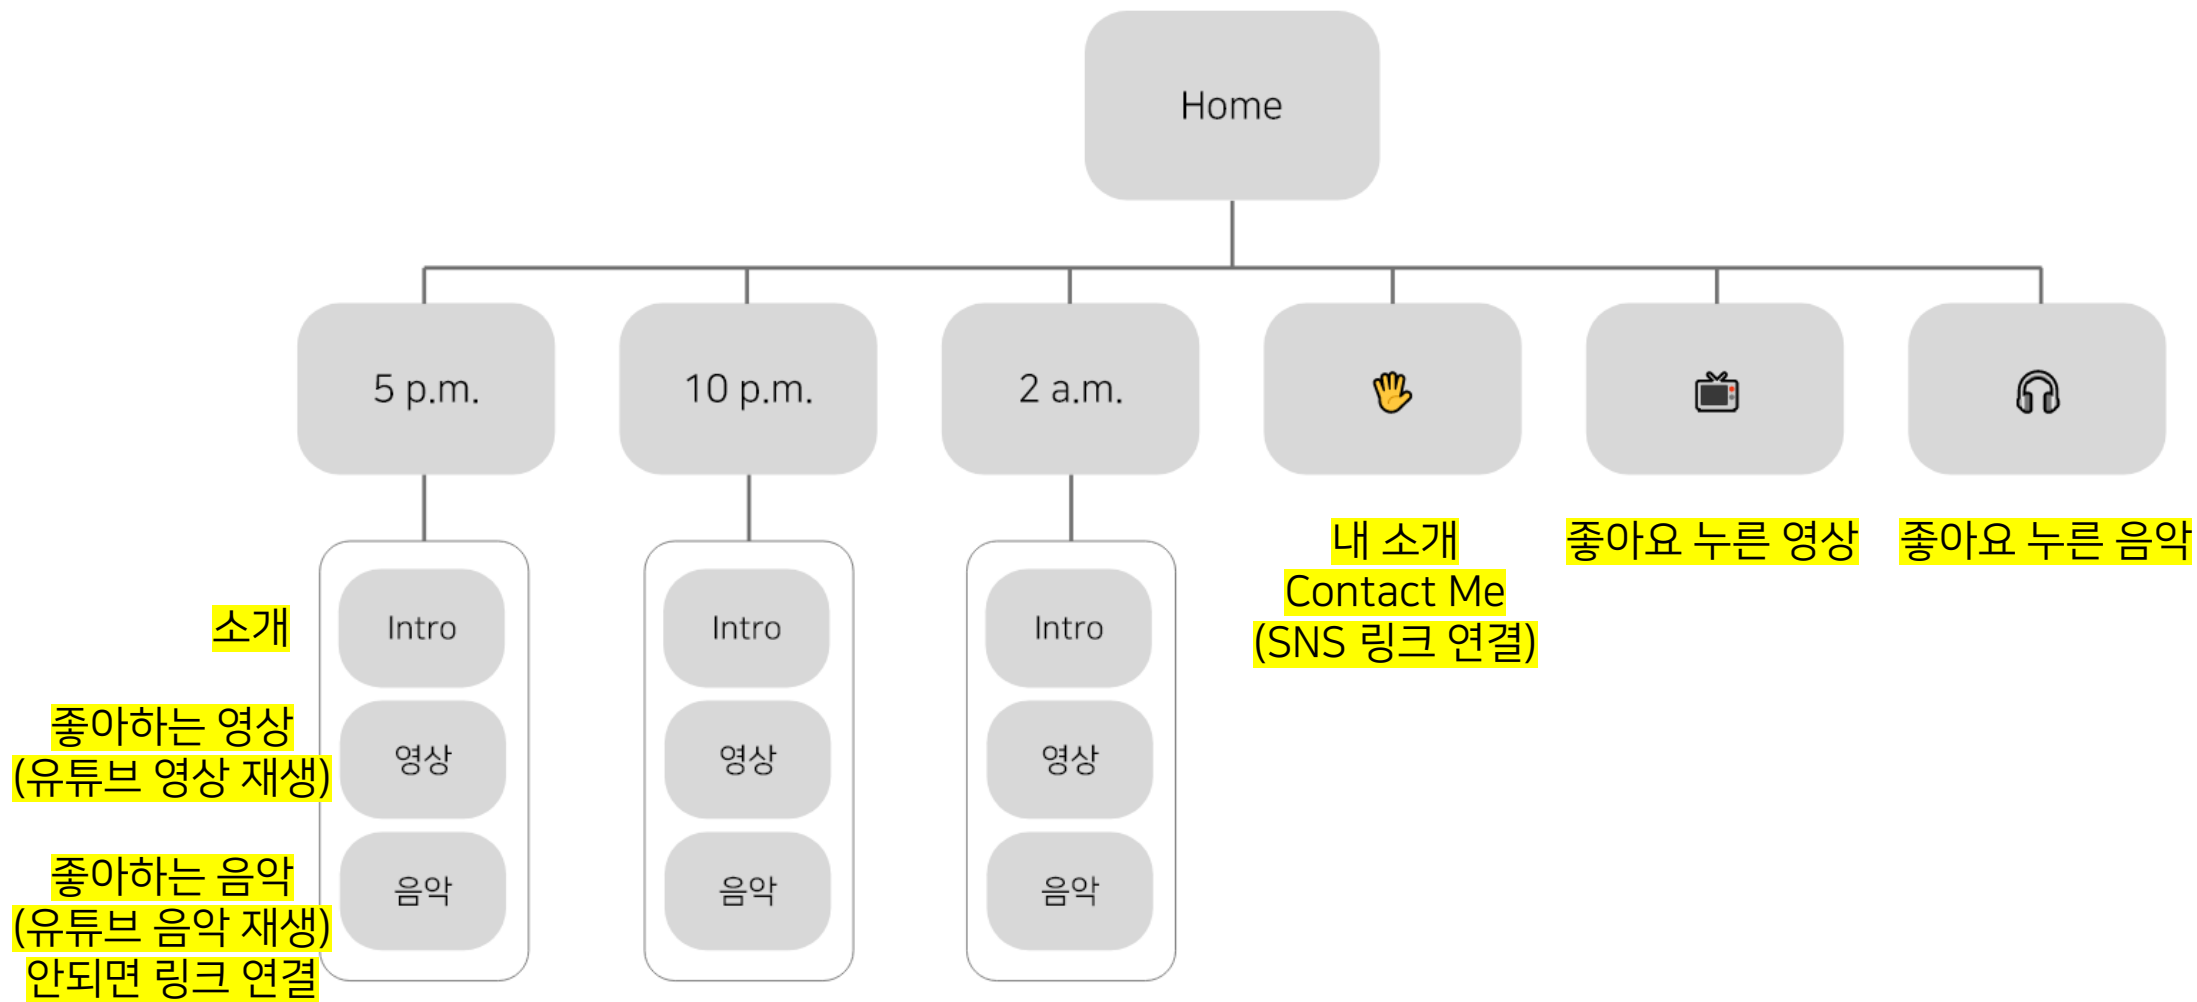 Home
5 p.m.
10 p.m.
2 a.m.
내 소개
Contact Me
(SNS 링크 연결)
좋아요 누른 영상
좋아요 누른 음악
소개
Intro
Intro
Intro
좋아하는 영상
(유튜브 영상 재생)
영상
영상
영상
좋아하는 음악
(유튜브 음악 재생)
안되면 링크 연결
음악
음악
음악